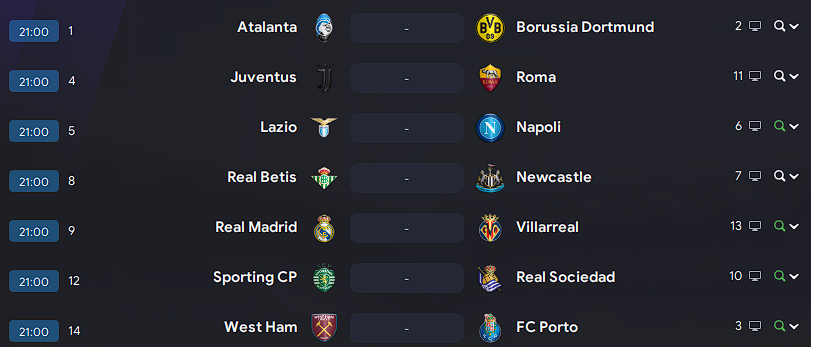 21:00 1 Atalanta - BVB 09 Borussia Dortmund 2
21:00 4 Juventus - Roma 11
21:00 5 Lazio - N Napoli 6
21:00 8 Real Betis - Newcastle 7
21:00 9 Real Madrid - Villarreal 13
21:00 12 Sporting CP - Real Sociedad 10
21:00 14 West Ham - FC Porto 3